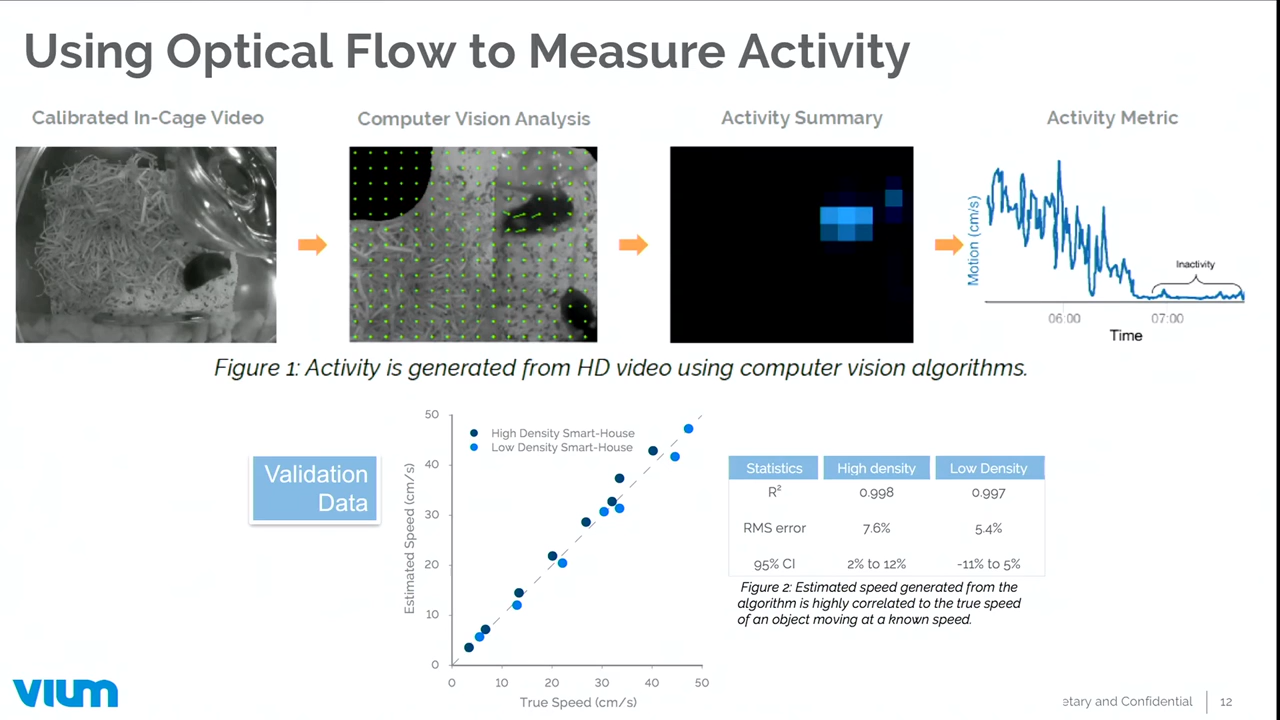 Using Optical Flow to Measure Activity
Calibrated In-Cage Video
Computer Vision Analysis
Activity Summary
Activity Metric
Motion (cm/s)
Inactivity
06:00
07:00
Time
Figure 1: Activity is generated from HD video using computer vision algorithms.
Validation
Data
50
40
30
20
10
0
Estimated Speed (cm/s)
High Density Smart-House
Low Density Smart-House
0 10 20 30 40 50
True Speed (cm/s)
Statistics High density Low Density
R² 0.998 0.997
RMS error 7.6% 5.4%
95% CI 2% to 12% -11% to 5%
Figure 2: Estimated speed generated from the
algorithm is highly correlated to the true speed
of an object moving at a known speed.
vium
etary and Confidential
12